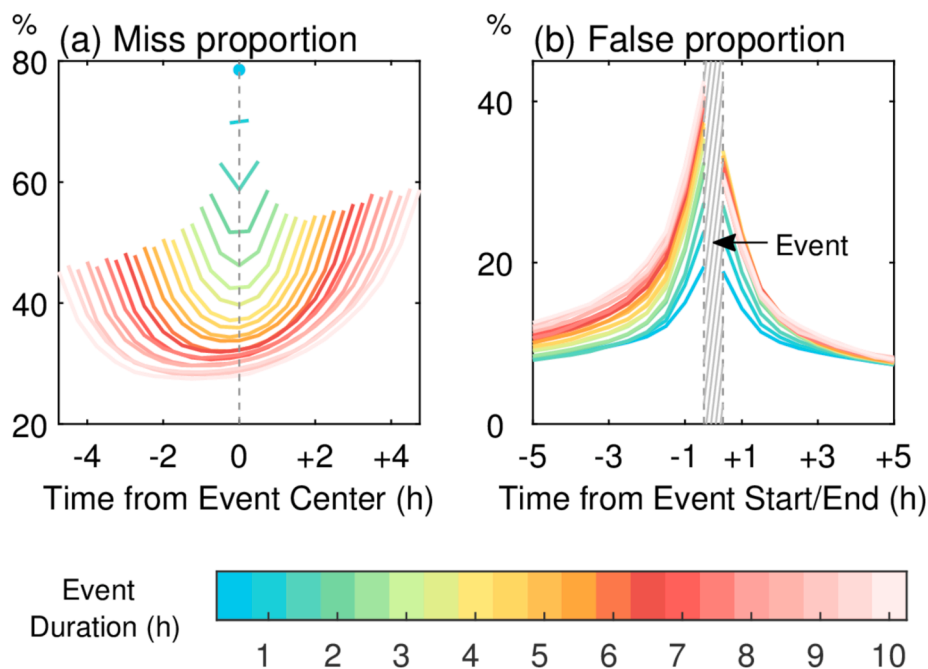 % (a) Miss proportion
80
60
40
20
-4 -2 0 +2 +4
Time from Event Center (h)
% (b) False proportion
40
20
0
Event
-5 -3 -1 +1 +3 +5
Time from Event Start/End (h)
Event
Duration (h)
1 2 3 4 5 6 7 8 9 10